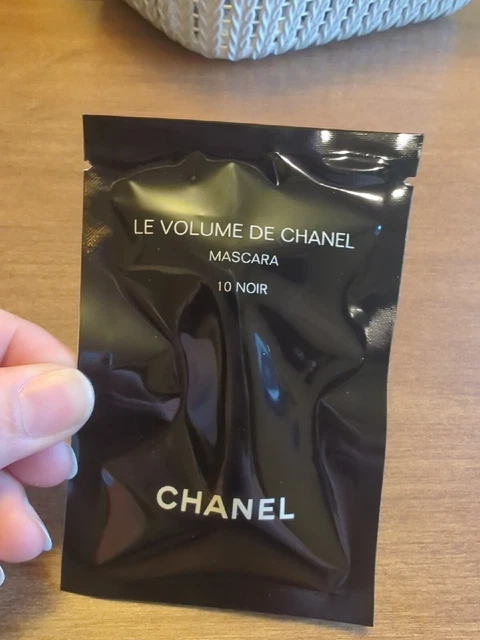 LE VOLUME DE CHANEL
MASCARA
10 NOIR
CHANEL